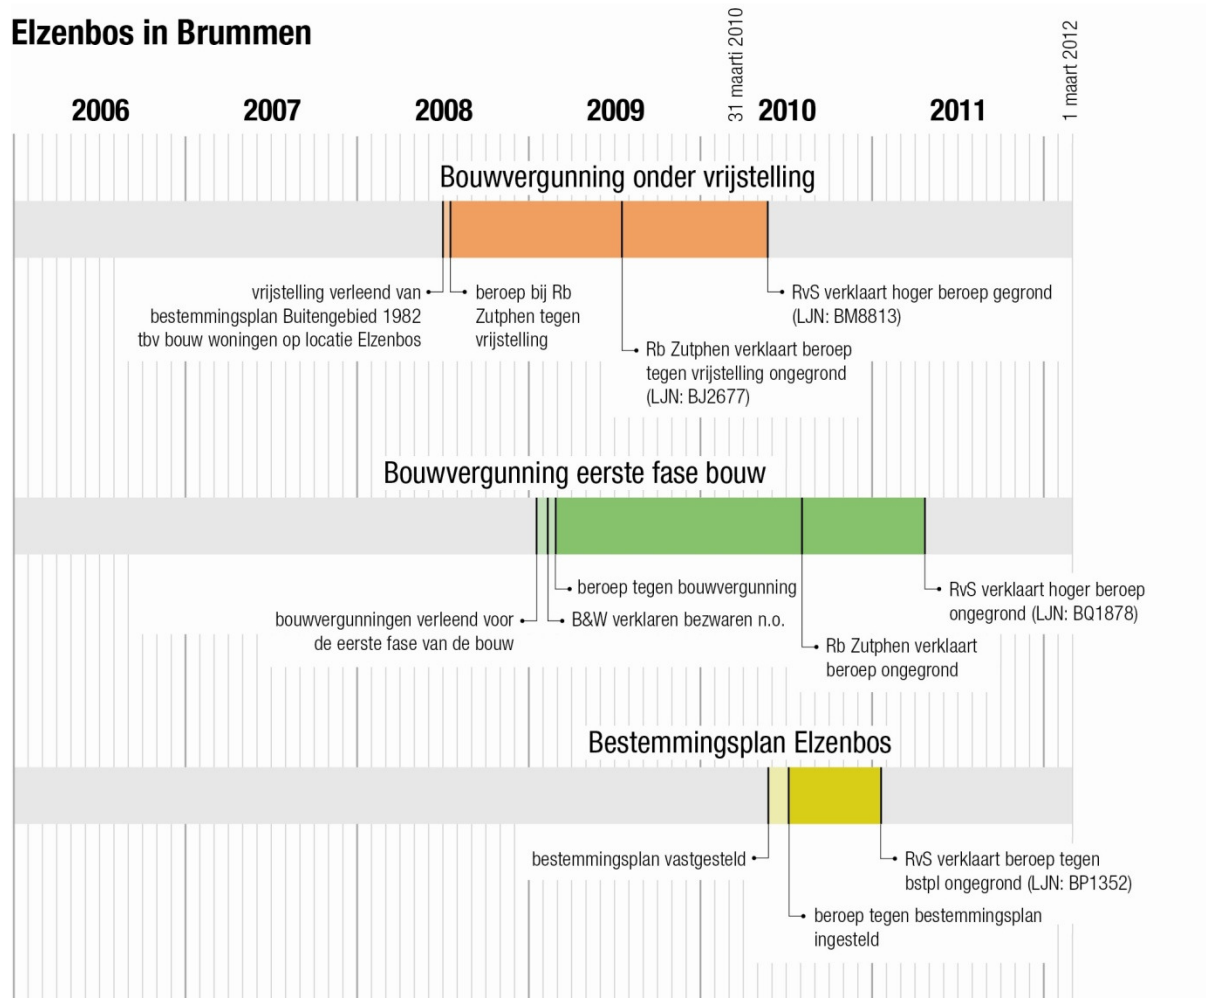 Elzenbos in Brummen
31 maarti 2010
1 maart 2012
2006 2007 2008 2009 2010 2011
Bouwvergunning onder vrijstelling
vrijstelling verleend van
bestemmingsplan Buitengebied 1982
tbv bouw woningen op locatie Elzenbos
beroep bij Rb
Zutphen tegen
vrijstelling
Rb Zutphen verklaart beroep
tegen vrijstelling ongegrond
(LJN: BJ2677)
RvS verklaart hoger beroep gegrond
(LJN: BM8813)
Bouwvergunning eerste fase bouw
bouwvergunningen verleend voor
de eerste fase van de bouw
beroep tegen bouwvergunning
B&W verklaren bezwaren n.o.
Rb Zutphen verklaart
beroep ongegrond
RvS verklaart hoger beroep
ongegrond (LJN: BQ1878)
Bestemmingsplan Elzenbos
bestemmingsplan vastgesteld
beroep tegen bestemmingsplan
ingesteld
RvS verklaart beroep tegen
bstpl ongegrond (LJN: BP1352)